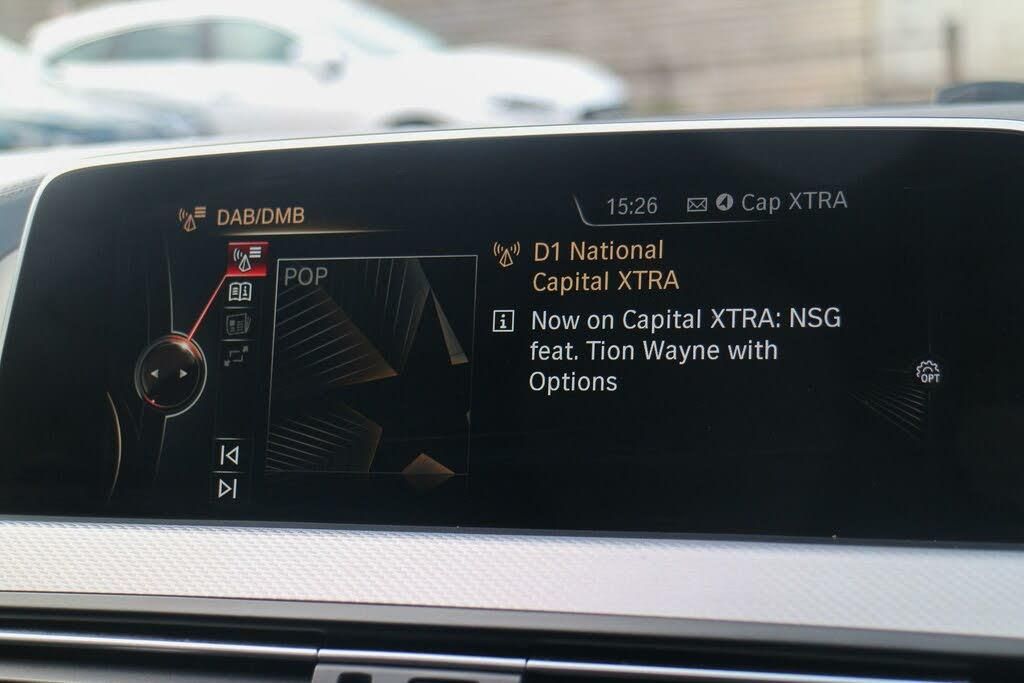 DAB/DMB
15:26 Cap XTRA
POP
D1 National
Capital XTRA
Now on Capital XTRA: NSG
feat. Tion Wayne with
Options
OPT